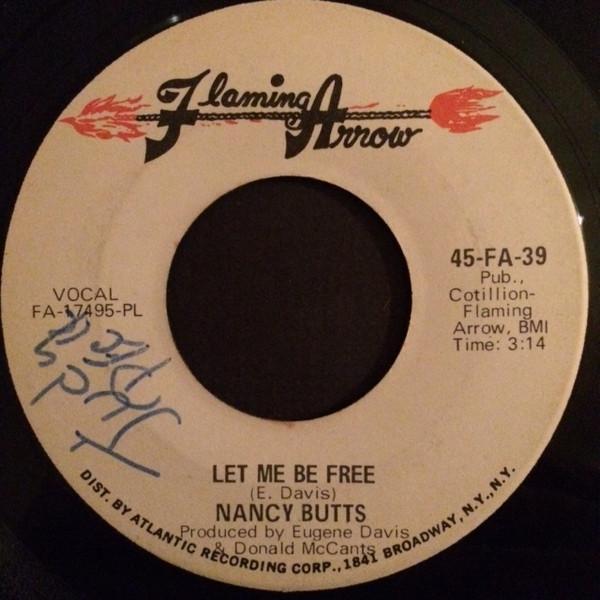 Flaming
Arrow
VOCAL
FA-17495-PL
45-FA-39
Pub.,
Cotillion-
Flaming
Arrow, BMI
Time: 3:14
LET ME BE FREE
(E. Davis)
NANCY BUTTS
Produced by Eugene Davis
& Donald McCants
DIST. BY ATLANTIC RECORDING CORP., 1841 BROADWAY, N.Y., N.Y.